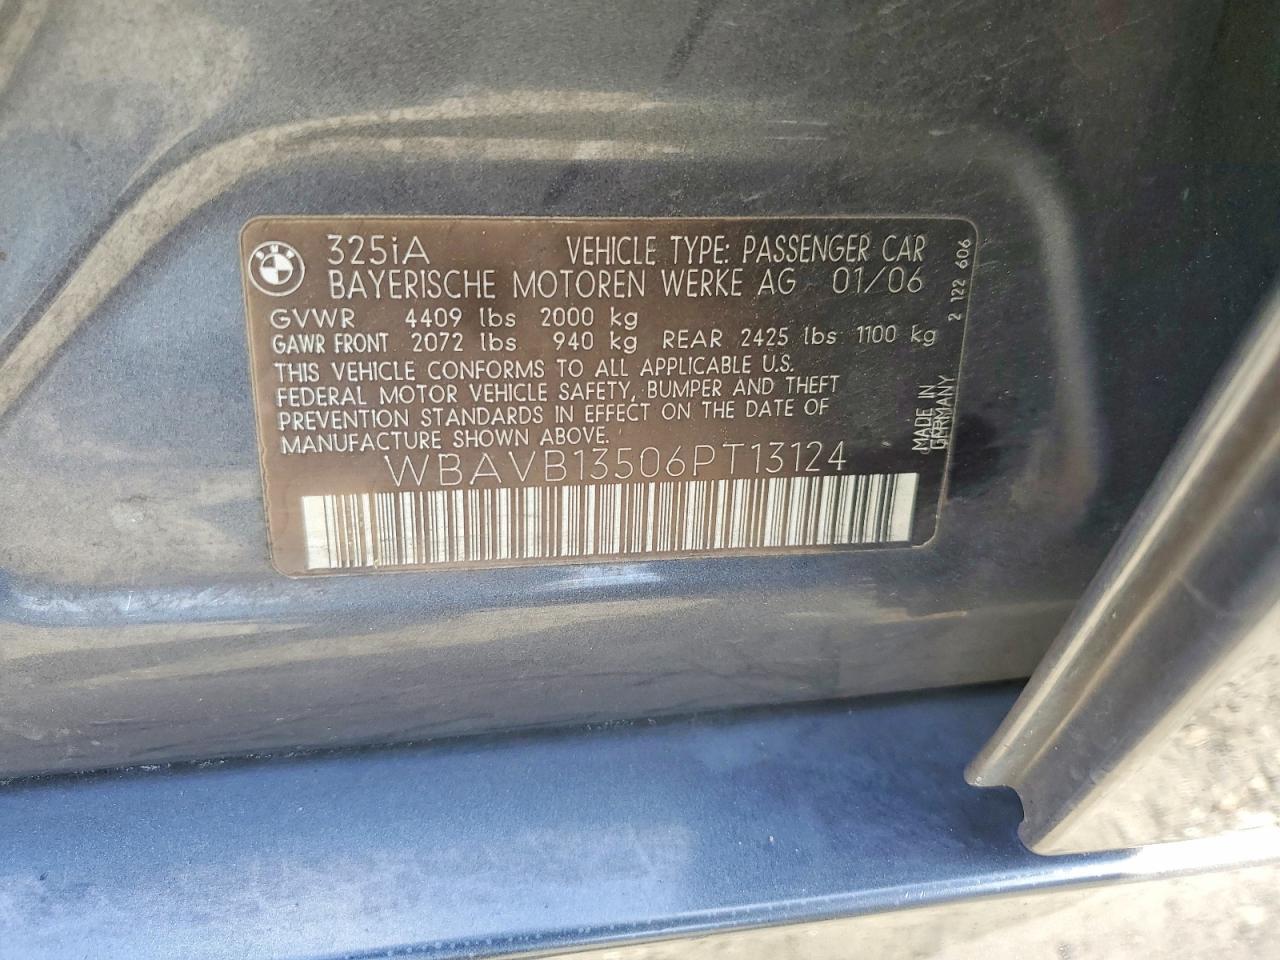 325iA VEHICLE TYPE: PASSENGER CAR
BAYERISCHE MOTOREN WERKE AG 01/06
GVWR 4409 lbs 2000 kg
GAWR FRONT 2072 lbs 940 kg REAR 2425 lbs 1100 kg
THIS VEHICLE CONFORMS TO ALL APPLICABLE U.S.
FEDERAL MOTOR VEHICLE SAFETY, BUMPER AND THEFT
PREVENTION STANDARDS IN EFFECT ON THE DATE OF
MANUFACTURE SHOWN ABOVE.
WBAVB13506PT13124
MADE IN
GERMANY
2 122 606